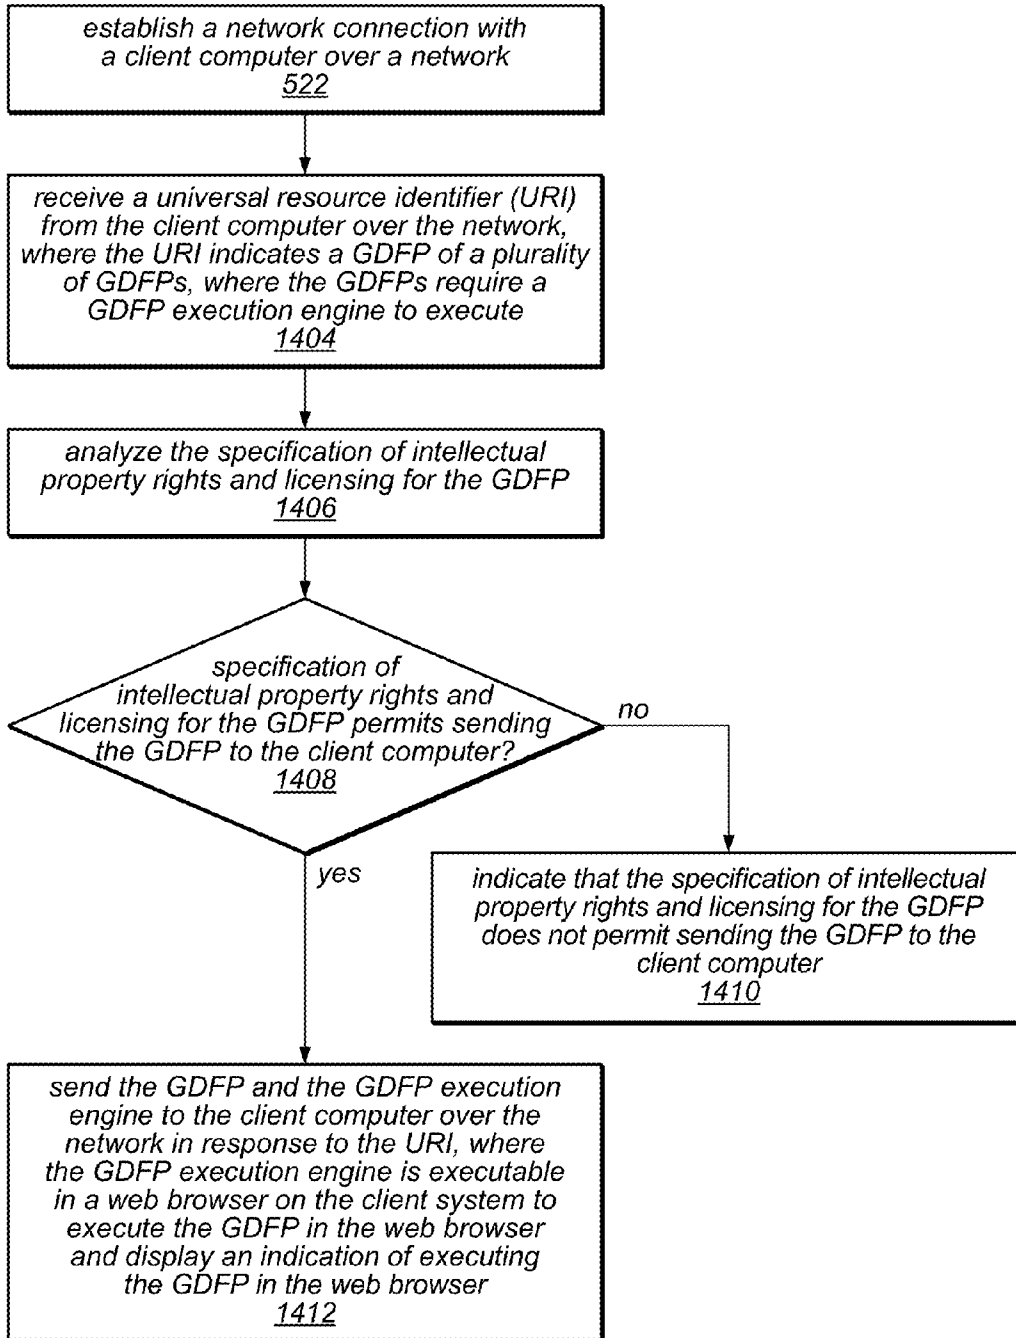 establish a network connection with
a client computer over a network
522
receive a universal resource identifier (URI)
from the client computer over the network,
where the URI indicates a GDFP of a plurality
of GDFPs, where the GDFPs require a
GDFP execution engine to execute
1404
analyze the specification of intellectual
property rights and licensing for the GDFP
1406
specification of
intellectual property rights and
licensing for the GDFP permits sending
the GDFP to the client computer?
1408
no
yes
indicate that the specification of intellectual
property rights and licensing for the GDFP
does not permit sending the GDFP to the
client computer
1410
send the GDFP and the GDFP execution
engine to the client computer over the
network in response to the URI, where
the GDFP execution engine is executable
in a web browser on the client system to
execute the GDFP in the web browser
and display an indication of executing
the GDFP in the web browser
1412